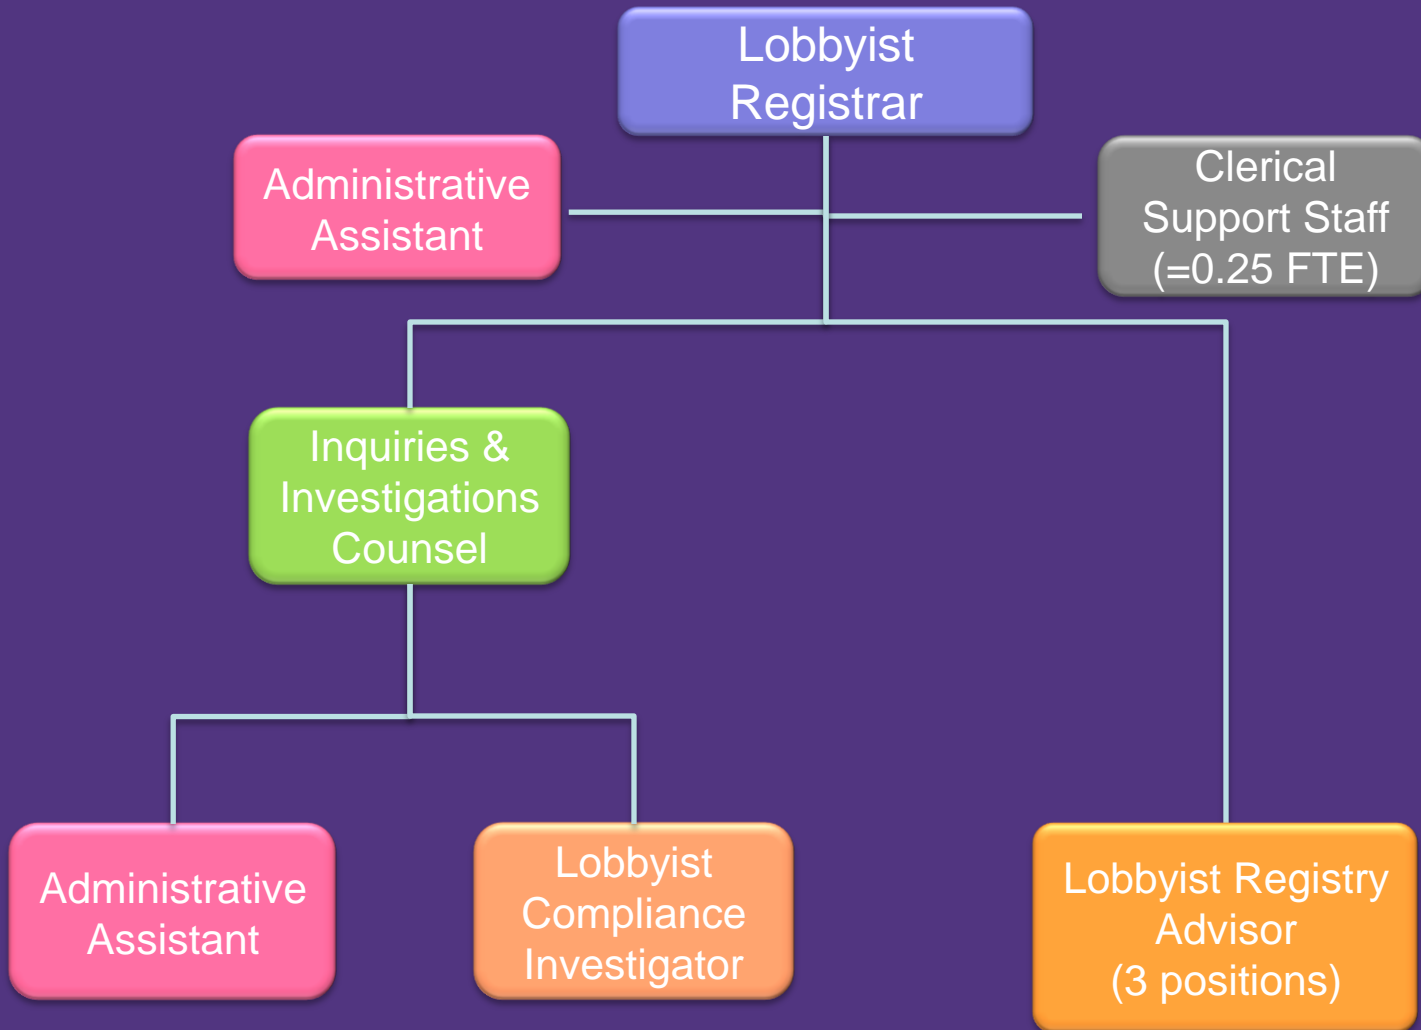 Lobbyist
Registrar
Administrative
Assistant
Clerical
Support Staff
(=0.25 FTE)
Inquiries &
Investigations
Counsel
Administrative
Assistant
Lobbyist
Compliance
Investigator
Lobbyist Registry
Advisor
(3 positions)